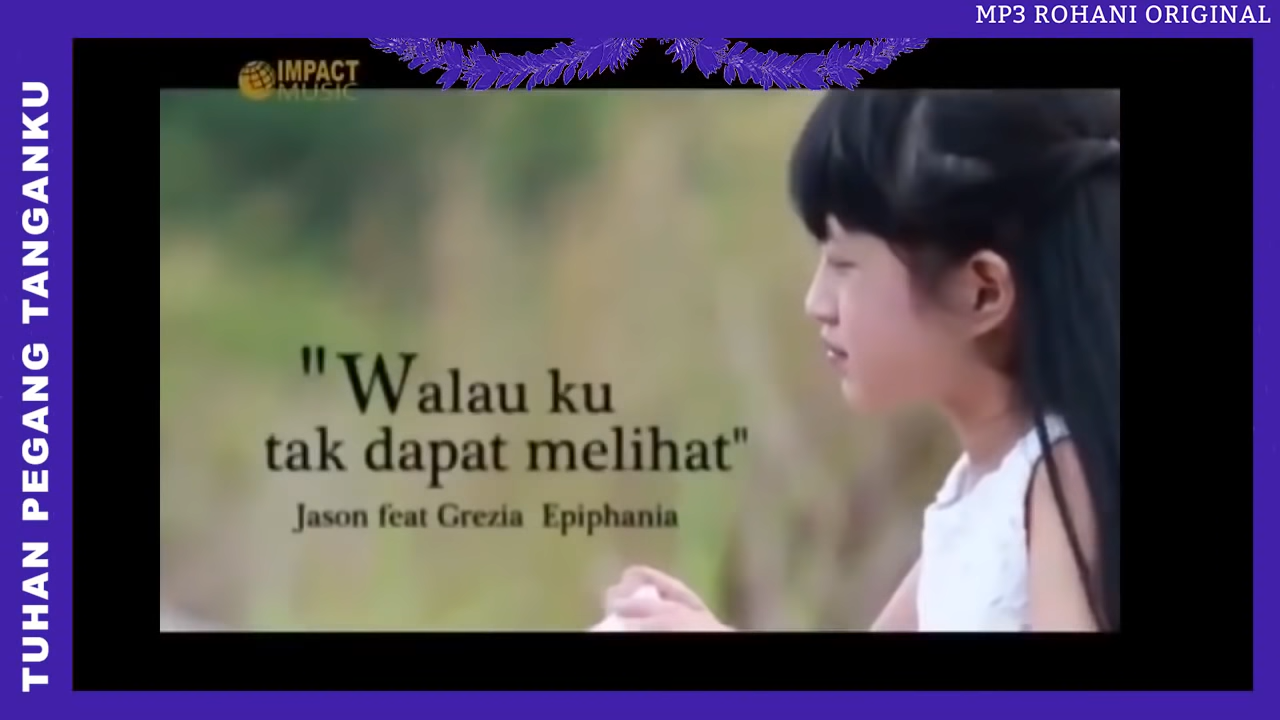 MP3 ROHANI ORIGINAL
IMPACT
MUSIC
TUHAN PEGANG TANGANKU
"Walau ku
tak dapat melihat"
Jason feat Grezia Epiphania